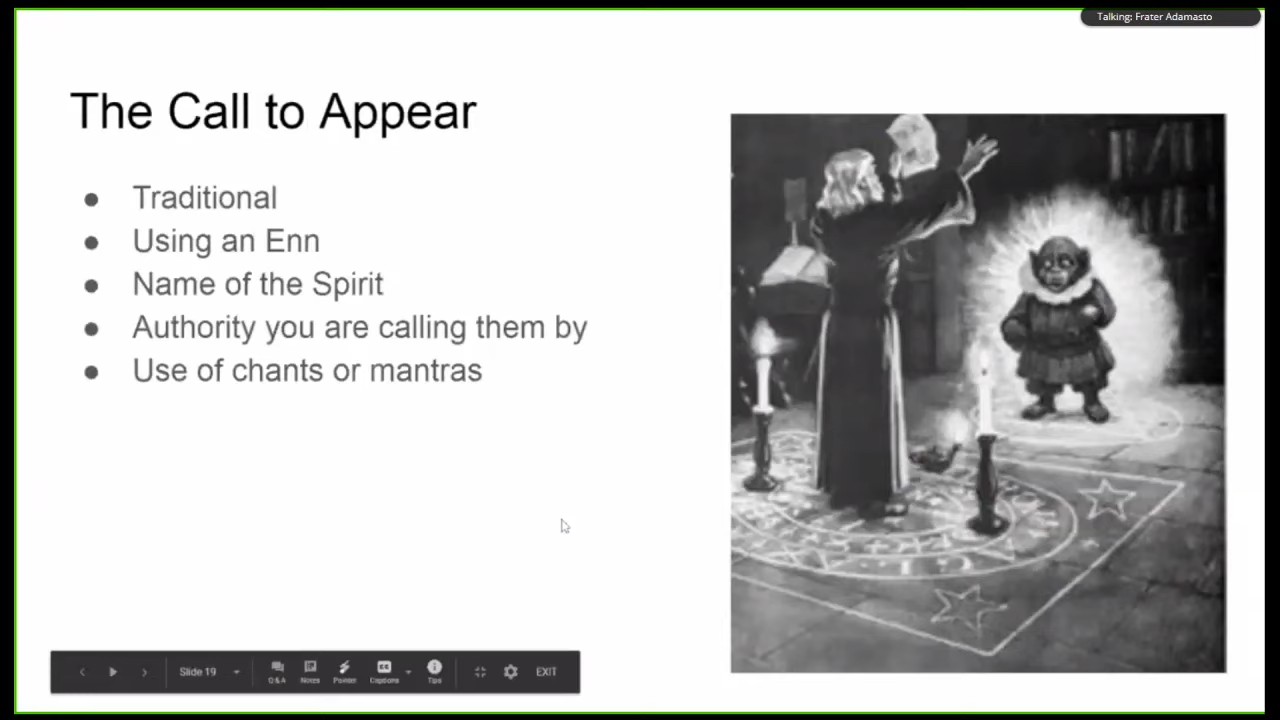 Talking: Frater Adamasto
The Call to Appear
● Traditional
● Using an Enn
● Name of the Spirit
● Authority you are calling them by
● Use of chants or mantras
Slide 19
Q&A Notes Pointer Captions Tips
EXIT